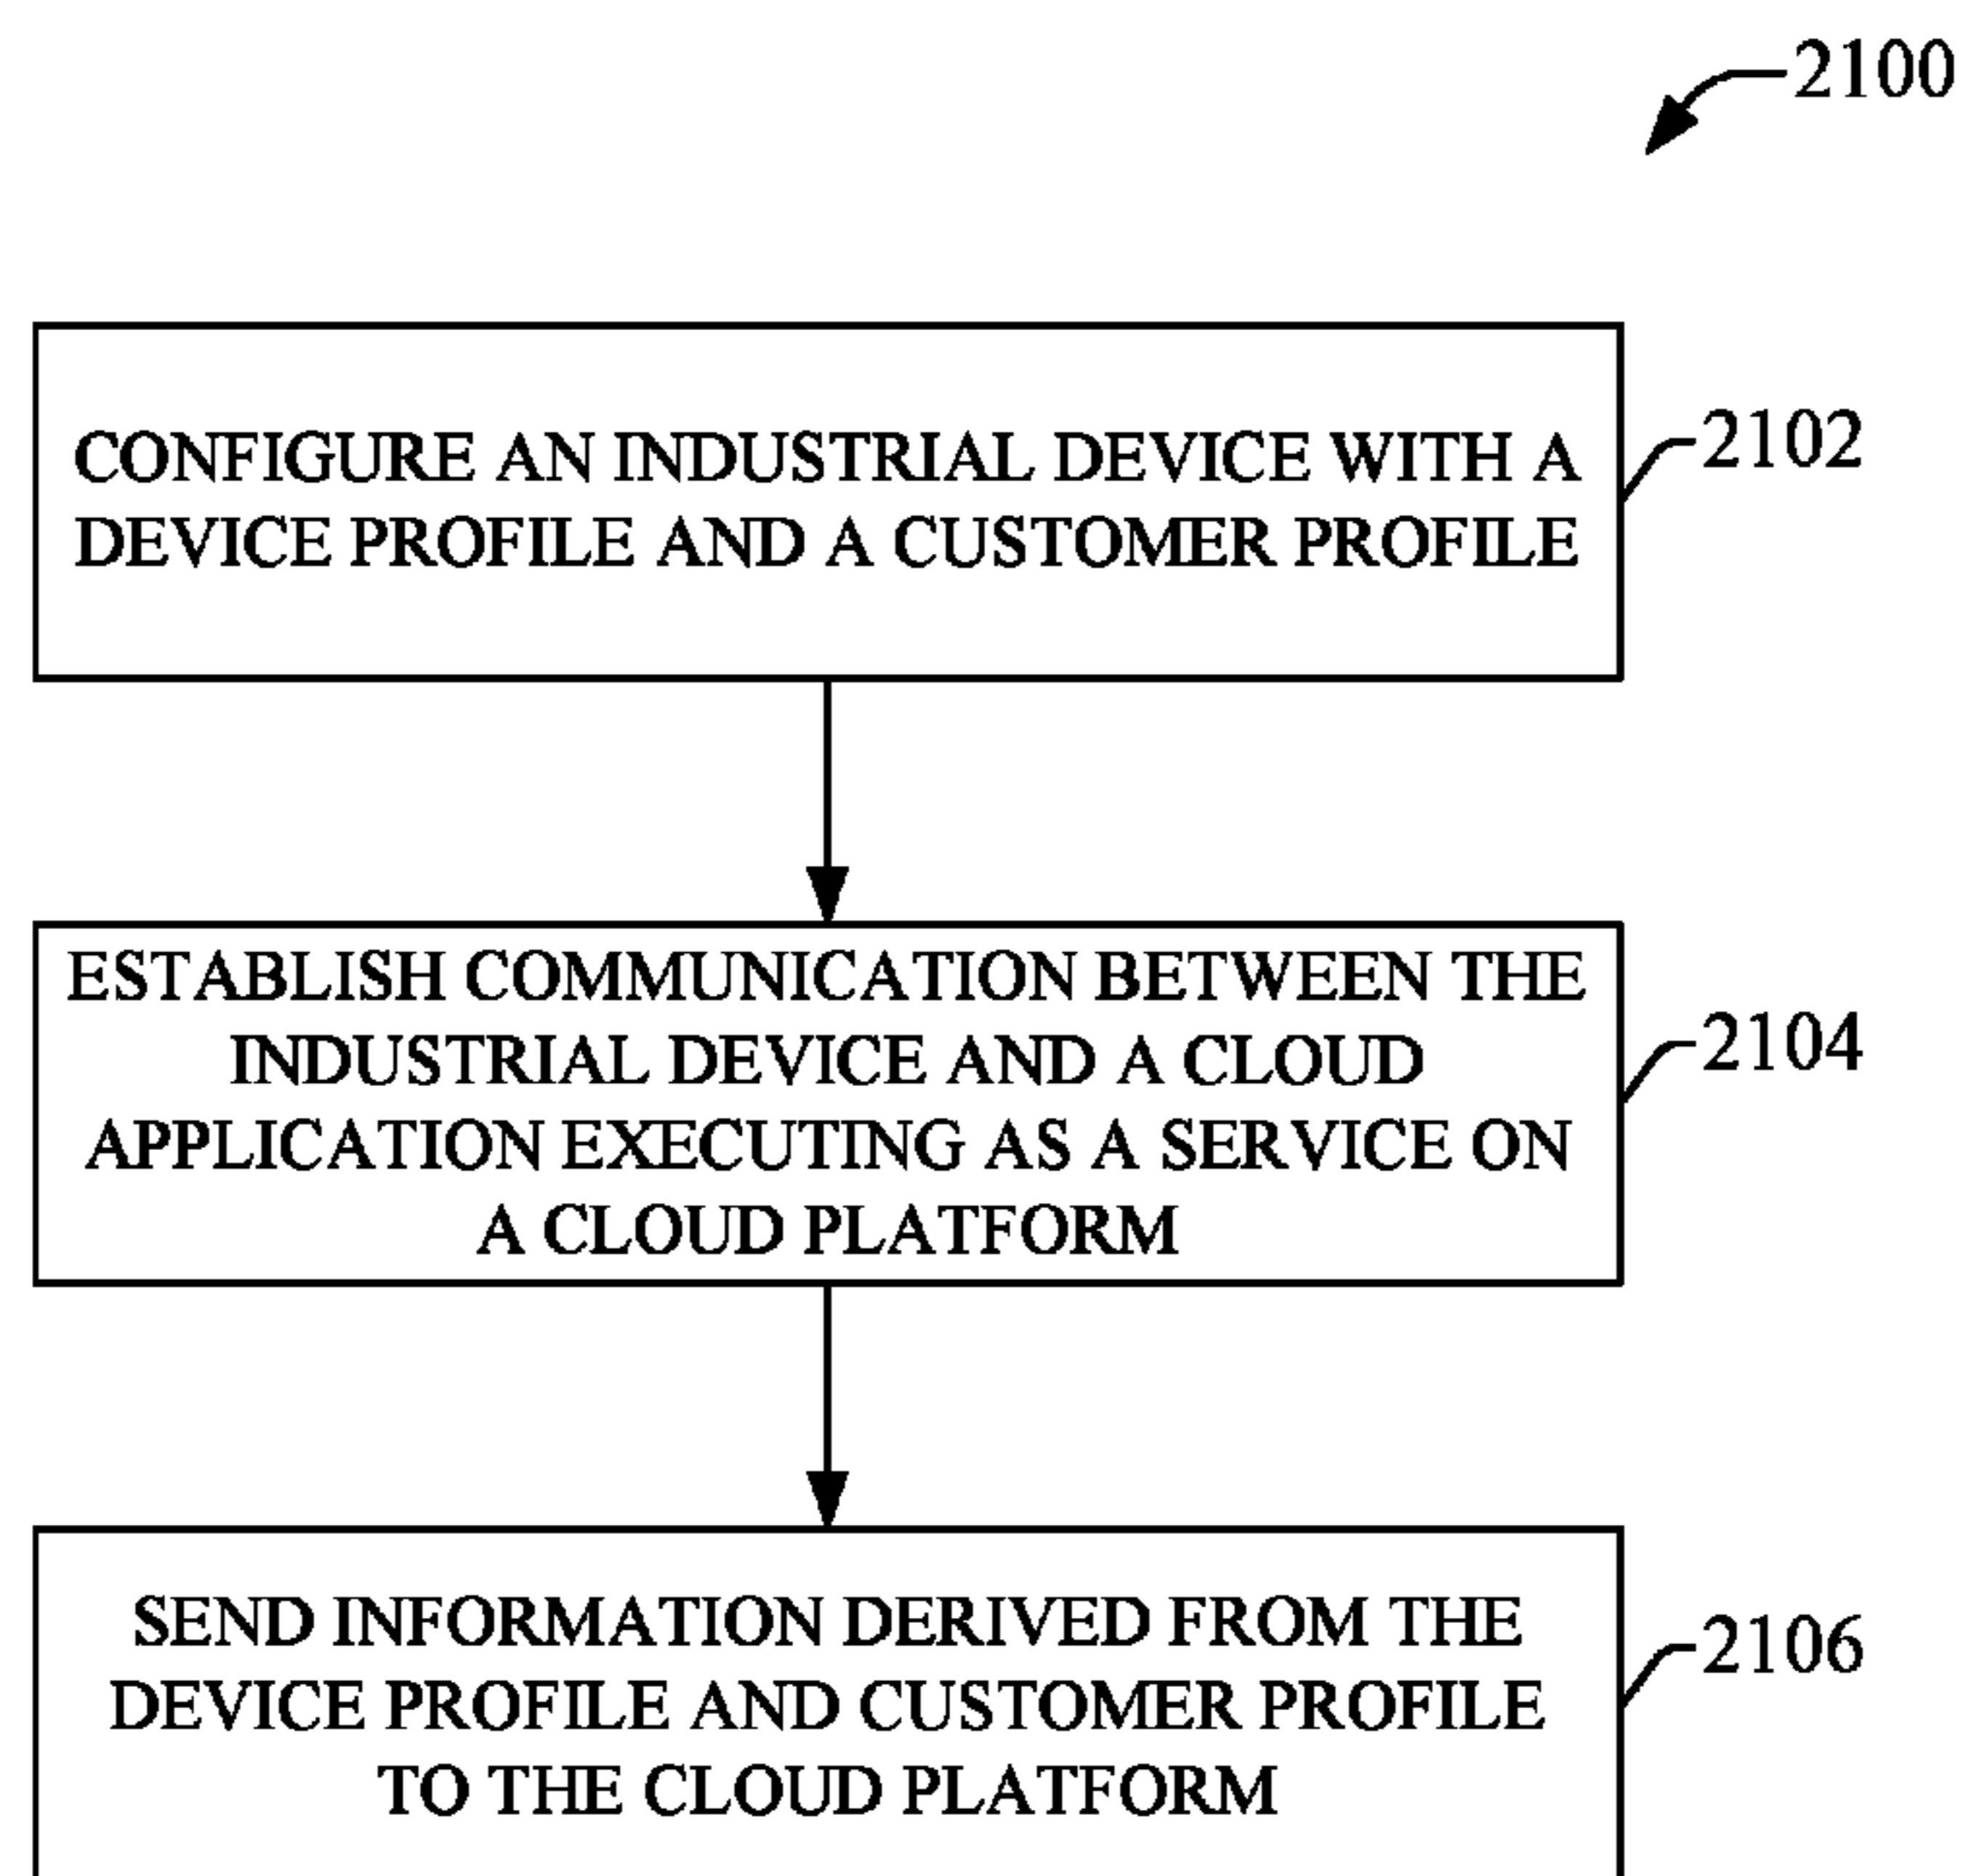 2100
CONFIGURE AN INDUSTRIAL DEVICE WITH A
DEVICE PROFILE AND A CUSTOMER PROFILE
2102
ESTABLISH COMMUNICATION BETWEEN THE
INDUSTRIAL DEVICE AND A CLOUD
APPLICATION EXECUTING AS A SERVICE ON
A CLOUD PLATFORM
2104
SEND INFORMATION DERIVED FROM THE
DEVICE PROFILE AND CUSTOMER PROFILE
TO THE CLOUD PLATFORM
2106